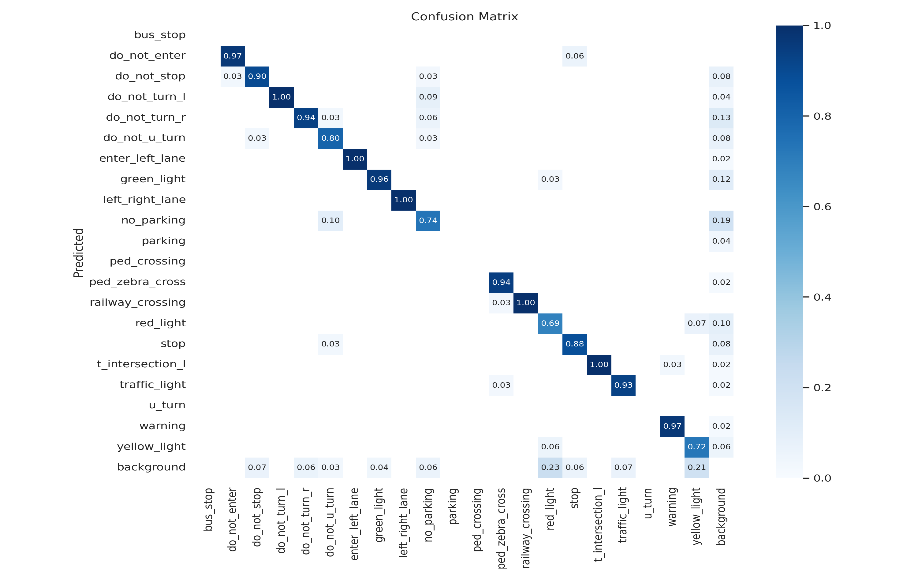 Confusion Matrix
bus_stop
do_not_enter 0.97 0.06
do_not_stop 0.03 0.90 0.03 0.08
do_not_turn_l 1.00 0.09 0.04
do_not_turn_r 0.94 0.03 0.06 0.13
do_not_u_turn 0.03 0.80 0.03 0.08
enter_left_lane 1.00 0.02
green_light 0.96 0.03 0.12
left_right_lane 1.00
no_parking 0.10 0.74 0.19
parking 0.04
ped_crossing
ped_zebra_cross 0.94 0.02
railway_crossing 0.03 1.00
red_light 0.69 0.07 0.10
stop 0.03 0.88 0.08
t_intersection_l 1.00 0.03 0.02
traffic_light 0.03 0.93 0.02
u_turn
warning 0.97 0.02
yellow_light 0.06 0.72 0.06
background 0.07 0.06 0.03 0.04 0.06 0.23 0.06 0.07 0.21
Predicted
bus_stop
do_not_enter
do_not_stop
do_not_turn_l
do_not_turn_r
do_not_u_turn
enter_left_lane
green_light
left_right_lane
no_parking
parking
ped_crossing
ped_zebra_cross
railway_crossing
red_light
stop
t_intersection_l
traffic_light
u_turn
warning
yellow_light
background
1.0
0.8
0.6
0.4
0.2
0.0